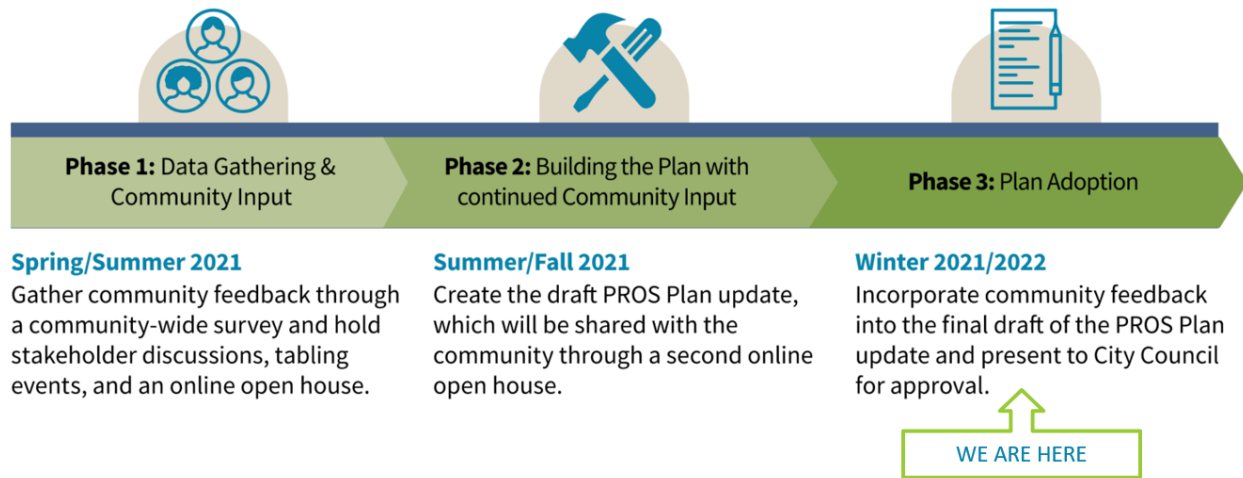 Phase 1: Data Gathering &
Community Input
Phase 2: Building the Plan with
continued Community Input
Phase 3: Plan Adoption
Spring/Summer 2021
Gather community feedback through
a community-wide survey and hold
stakeholder discussions, tabling
events, and an online open house.
Summer/Fall 2021
Create the draft PROS Plan update,
which will be shared with the
community through a second online
open house.
Winter 2021/2022
Incorporate community feedback
into the final draft of the PROS Plan
update and present to City Council
for approval.
WE ARE HERE